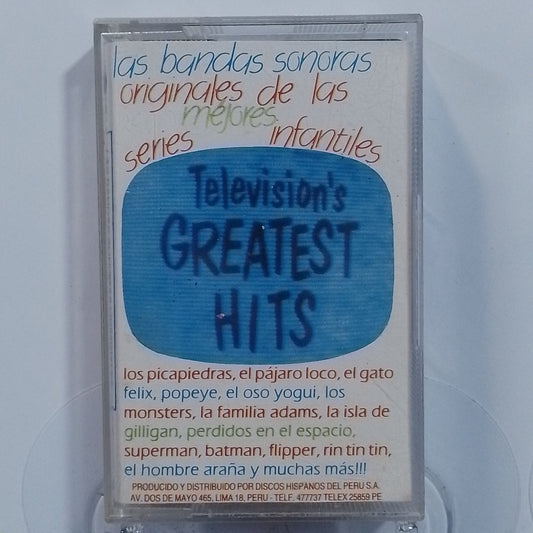 las bandas sonoras
originales de las
mejores
series infantiles
Television's
GREATEST
HITS
los picapiedras, el pájaro loco, el gato
felix, popeye, el oso yogui, los
monsters, la familia adams, la isla de
gilligan, perdidos en el espacio,
superman, batman, flipper, rin tin tin,
el hombre araña y muchas más!!!
PRODUCIDO Y DISTRIBUIDO POR DISCOS HISPANOS DEL PERU S.A.
AV. DOS DE MAYO 465, LIMA 18, PERU - TELF. 477737 TELEX 25859 PE